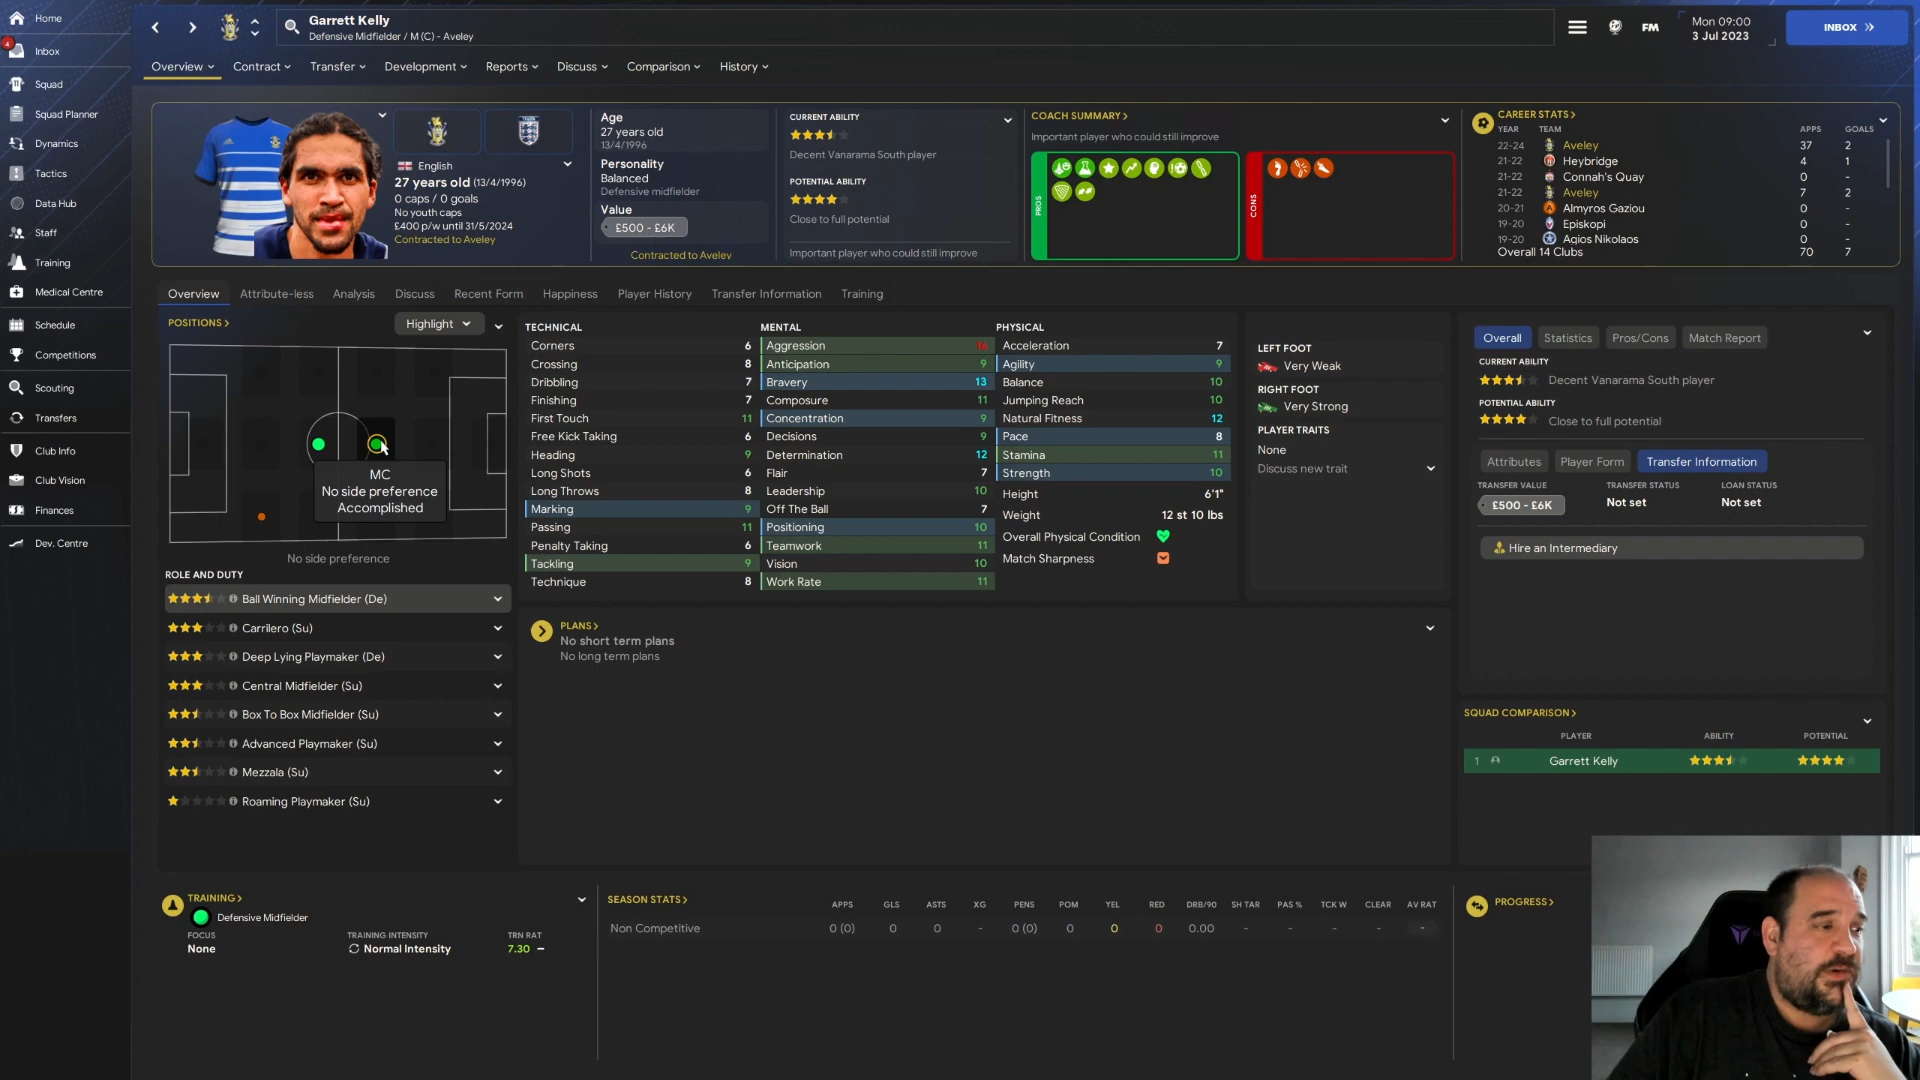 Home
4
Inbox
Squad
Squad Planner
Dynamics
Tactics
Data Hub
Staff
Training
Medical Centre
Schedule
Competitions
Scouting
Transfers
Club Info
Club Vision
Finances
Dev. Centre
Garrett Kelly
Defensive Midfielder / M (C) - Aveley
FM
Mon 09:00
3 Jul 2023
INBOX
Overview Contract Transfer Development Reports Discuss Comparison History
English
27 years old (13/4/1996)
0 caps / 0 goals
No youth caps
£400 p/w until 31/5/2024
Contracted to Aveley
Age
27 years old
13/4/1996
Personality
Balanced
Defensive midfielder
Value
£500 - £6K
Contracted to Aveley
CURRENT ABILITY
Decent Vanarama South player
POTENTIAL ABILITY
Close to full potential
Important player who could still improve
COACH SUMMARY
Important player who could still improve
PROS
CONS
CAREER STATS
YEAR TEAM APPS GOALS
22-24 Aveley 37 2
21-22 Heybridge 4 1
21-22 Connah's Quay 0 -
21-22 Aveley 7 2
20-21 Almyros Gaziou 0 -
19-20 Episkopi 0 -
19-20 Agios Nikolaos 0 -
Overall 14 Clubs 70 7
Overview Attribute-less Analysis Discuss Recent Form Happiness Player History Transfer Information Training
POSITIONS
Highlight
MC
No side preference
Accomplished
No side preference
ROLE AND DUTY
Ball Winning Midfielder (De)
Carrilero (Su)
Deep Lying Playmaker (De)
Central Midfielder (Su)
Box To Box Midfielder (Su)
Advanced Playmaker (Su)
Mezzala (Su)
Roaming Playmaker (Su)
TECHNICAL
Corners 6
Crossing 8
Dribbling 7
Finishing 7
First Touch 11
Free Kick Taking 6
Heading 9
Long Shots 6
Long Throws 8
Marking 9
Passing 11
Penalty Taking 6
Tackling 9
Technique 8
MENTAL
Aggression
Anticipation 9
Bravery 13
Composure 11
Concentration 9
Decisions 9
Determination 12
Flair 7
Leadership 10
Off The Ball 7
Positioning 10
Teamwork 11
Vision 10
Work Rate 11
PHYSICAL
Acceleration 7
Agility 9
Balance 10
Jumping Reach 10
Natural Fitness 12
Pace 8
Stamina 11
Strength 10
Height 6'1"
Weight 12 st 10 lbs
Overall Physical Condition
Match Sharpness
LEFT FOOT
Very Weak
RIGHT FOOT
Very Strong
PLAYER TRAITS
None
Discuss new trait
PLANS
No short term plans
No long term plans
Overall Statistics Pros/Cons Match Report
CURRENT ABILITY
Decent Vanarama South player
POTENTIAL ABILITY
Close to full potential
Attributes Player Form Transfer Information
TRANSFER VALUE TRANSFER STATUS LOAN STATUS
£500 - £6K Not set Not set
Hire an Intermediary
SQUAD COMPARISON
PLAYER ABILITY POTENTIAL
1 Garrett Kelly
TRAINING
Defensive Midfielder
FOCUS TRAINING INTENSITY TRN RAT
None Normal Intensity 7.30 –
SEASON STATS APPS GLS ASTS XG PENS POM YEL RED DRB/90 SH TAR PAS % TCK W CLEAR AV RAT
Non Competitive 0 (0) 0 0 - 0 (0) 0 0 0 0.00 - - - - -
PROGRESS